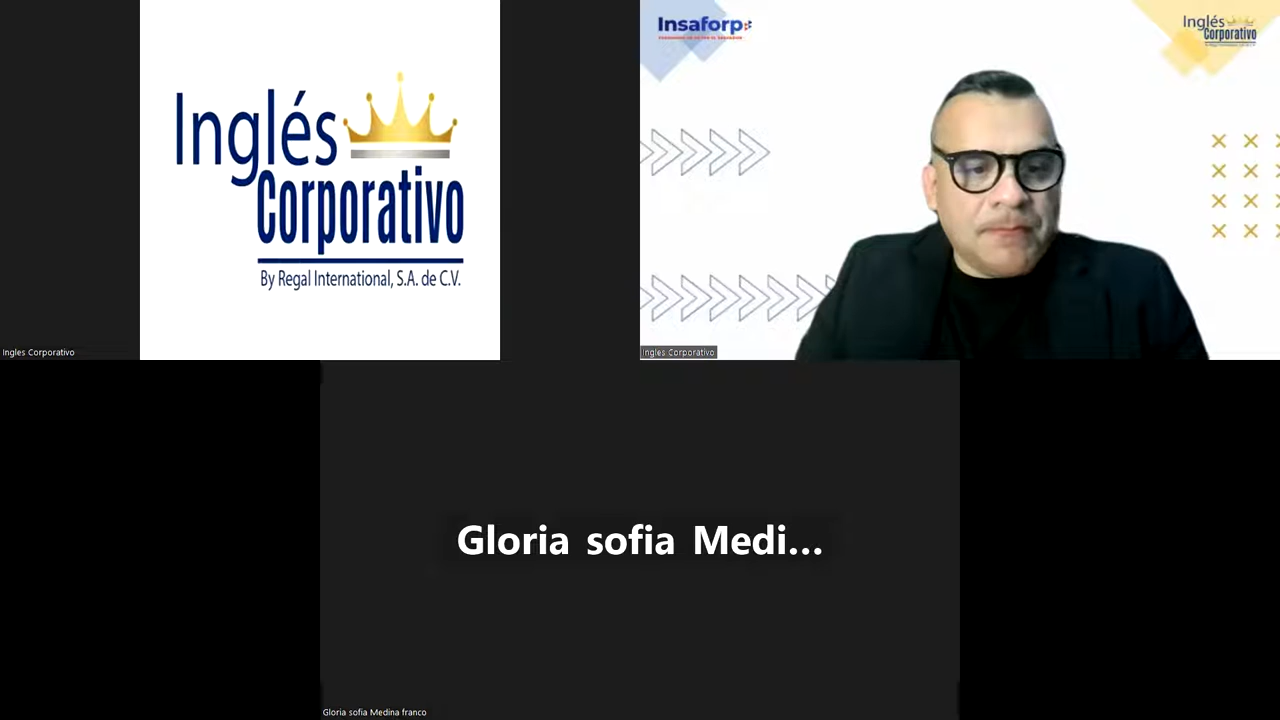 Inglés
Corporativo
By Regal International, S.A. de C.V.
Ingles Corporativo
Insaforp
Inglés
Corporativo
Ingles Corporativo
Gloria sofia Medi...
Gloria sofia Medina franco